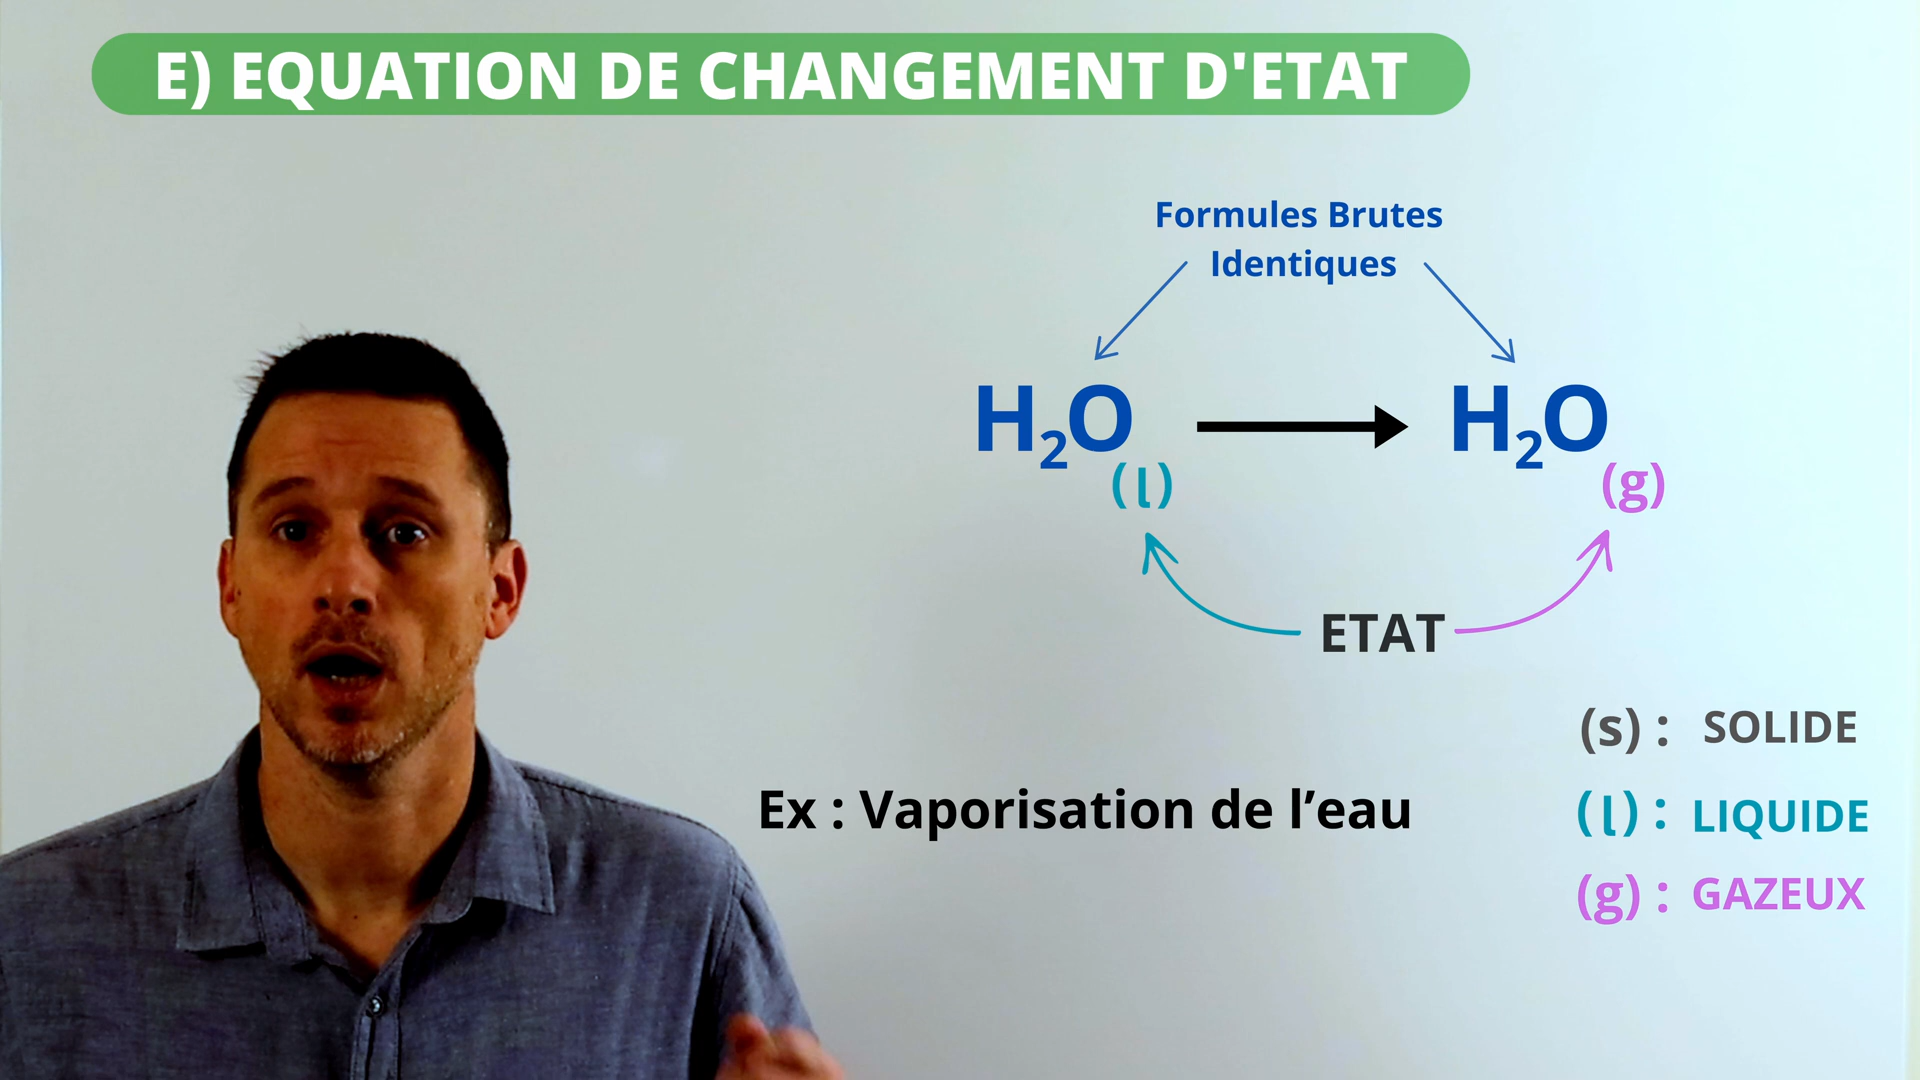 E) EQUATION DE CHANGEMENT D'ETAT
Formules Brutes
Identiques
H₂O(l) → H₂O(g)
ETAT
(s) : SOLIDE
Ex : Vaporisation de l’eau
(l) : LIQUIDE
(g) : GAZEUX